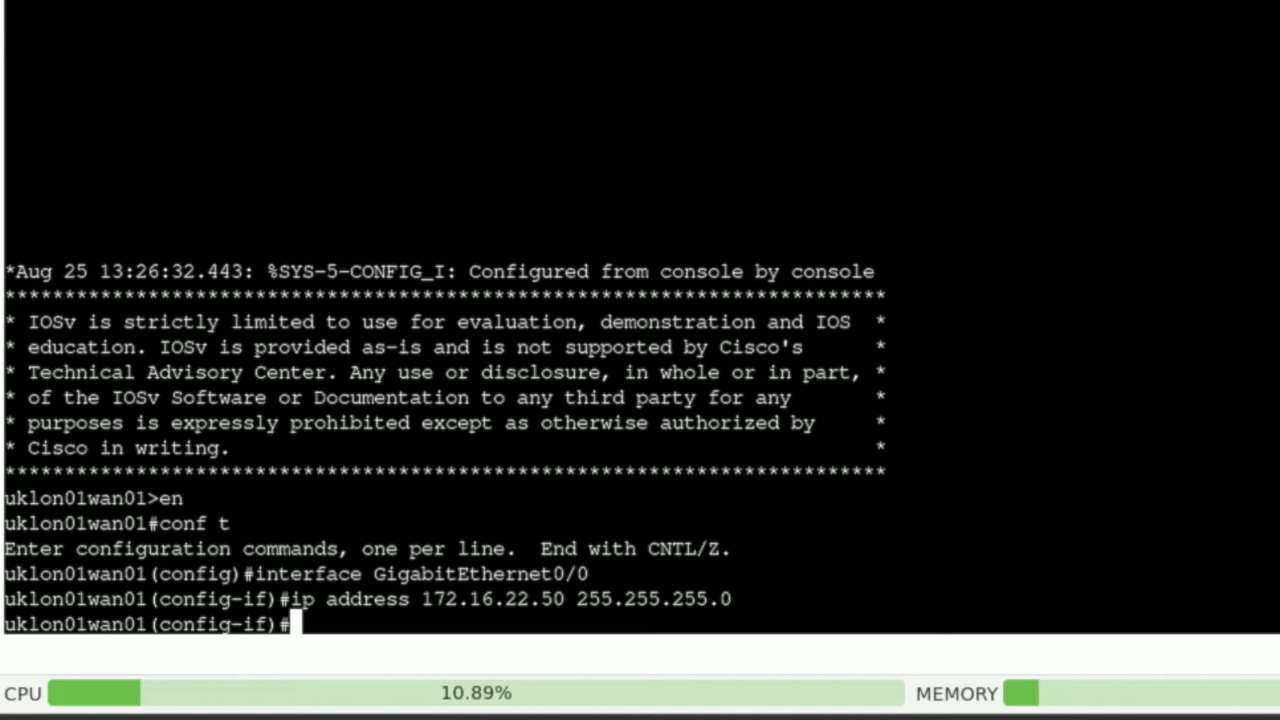 *Aug 25 13:26:32.443: %SYS-5-CONFIG_I: Configured from console by console
**************************************************************************
* IOSv is strictly limited to use for evaluation, demonstration and IOS  *
* education. IOSv is provided as-is and is not supported by Cisco's      *
* Technical Advisory Center. Any use or disclosure, in whole or in part, *
* of the IOSv Software or Documentation to any third party for any       *
* purposes is expressly prohibited except as otherwise authorized by     *
* Cisco in writing.                                                      *
**************************************************************************
uklon01wan01>en
uklon01wan01#conf t
Enter configuration commands, one per line.  End with CNTL/Z.
uklon01wan01(config)#interface GigabitEthernet0/0
uklon01wan01(config-if)#ip address 172.16.22.50 255.255.255.0
uklon01wan01(config-if)#
CPU 10.89% MEMORY